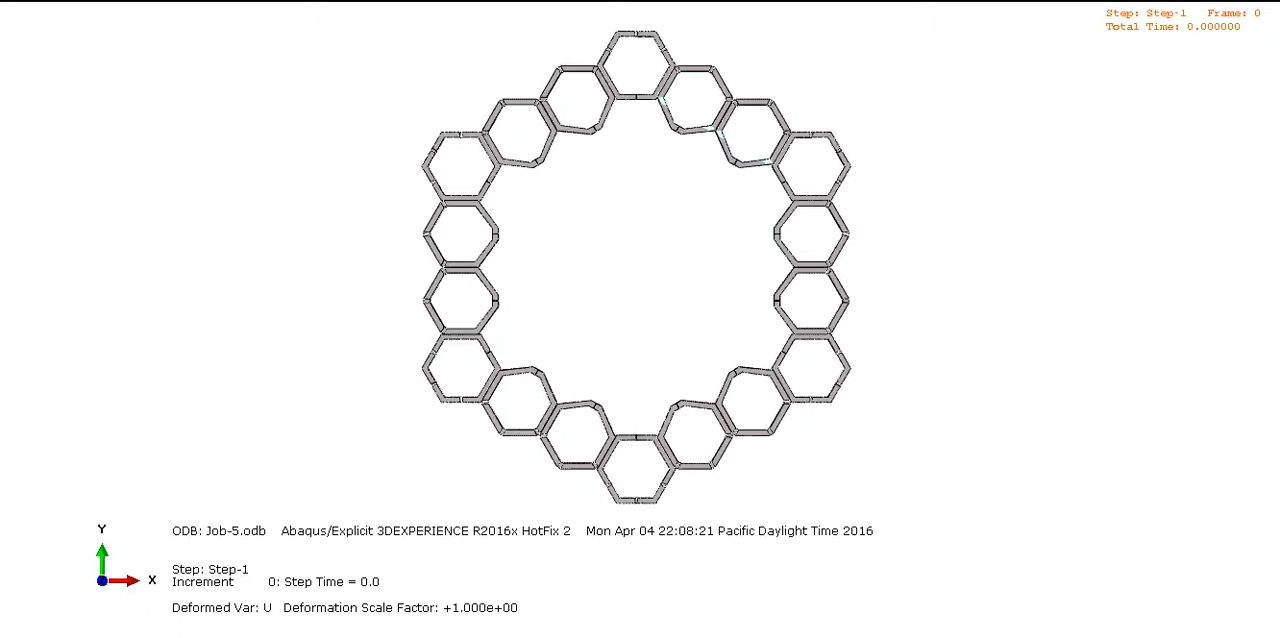 Step: Step-1   Frame: 0
Total Time: 0.000000
Y
X
ODB: Job-5.odb    Abaqus/Explicit 3DEXPERIENCE R2016x HotFix 2    Mon Apr 04 22:08:21 Pacific Daylight Time 2016
Step: Step-1
Increment      0: Step Time = 0.0
Deformed Var: U   Deformation Scale Factor: +1.000e+00